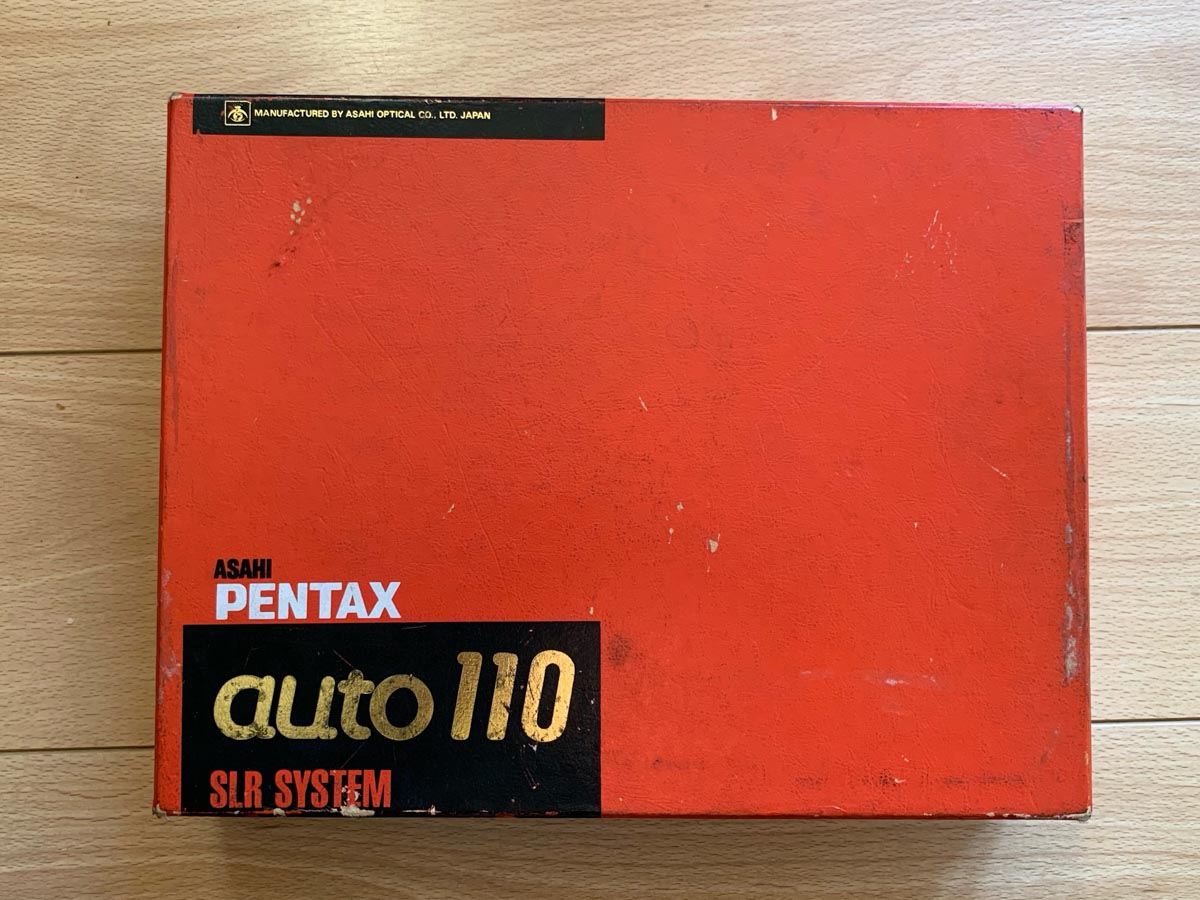 MANUFACTURED BY ASAHI OPTICAL CO., LTD. JAPAN
ASAHI
PENTAX
auto 110
SLR SYSTEM